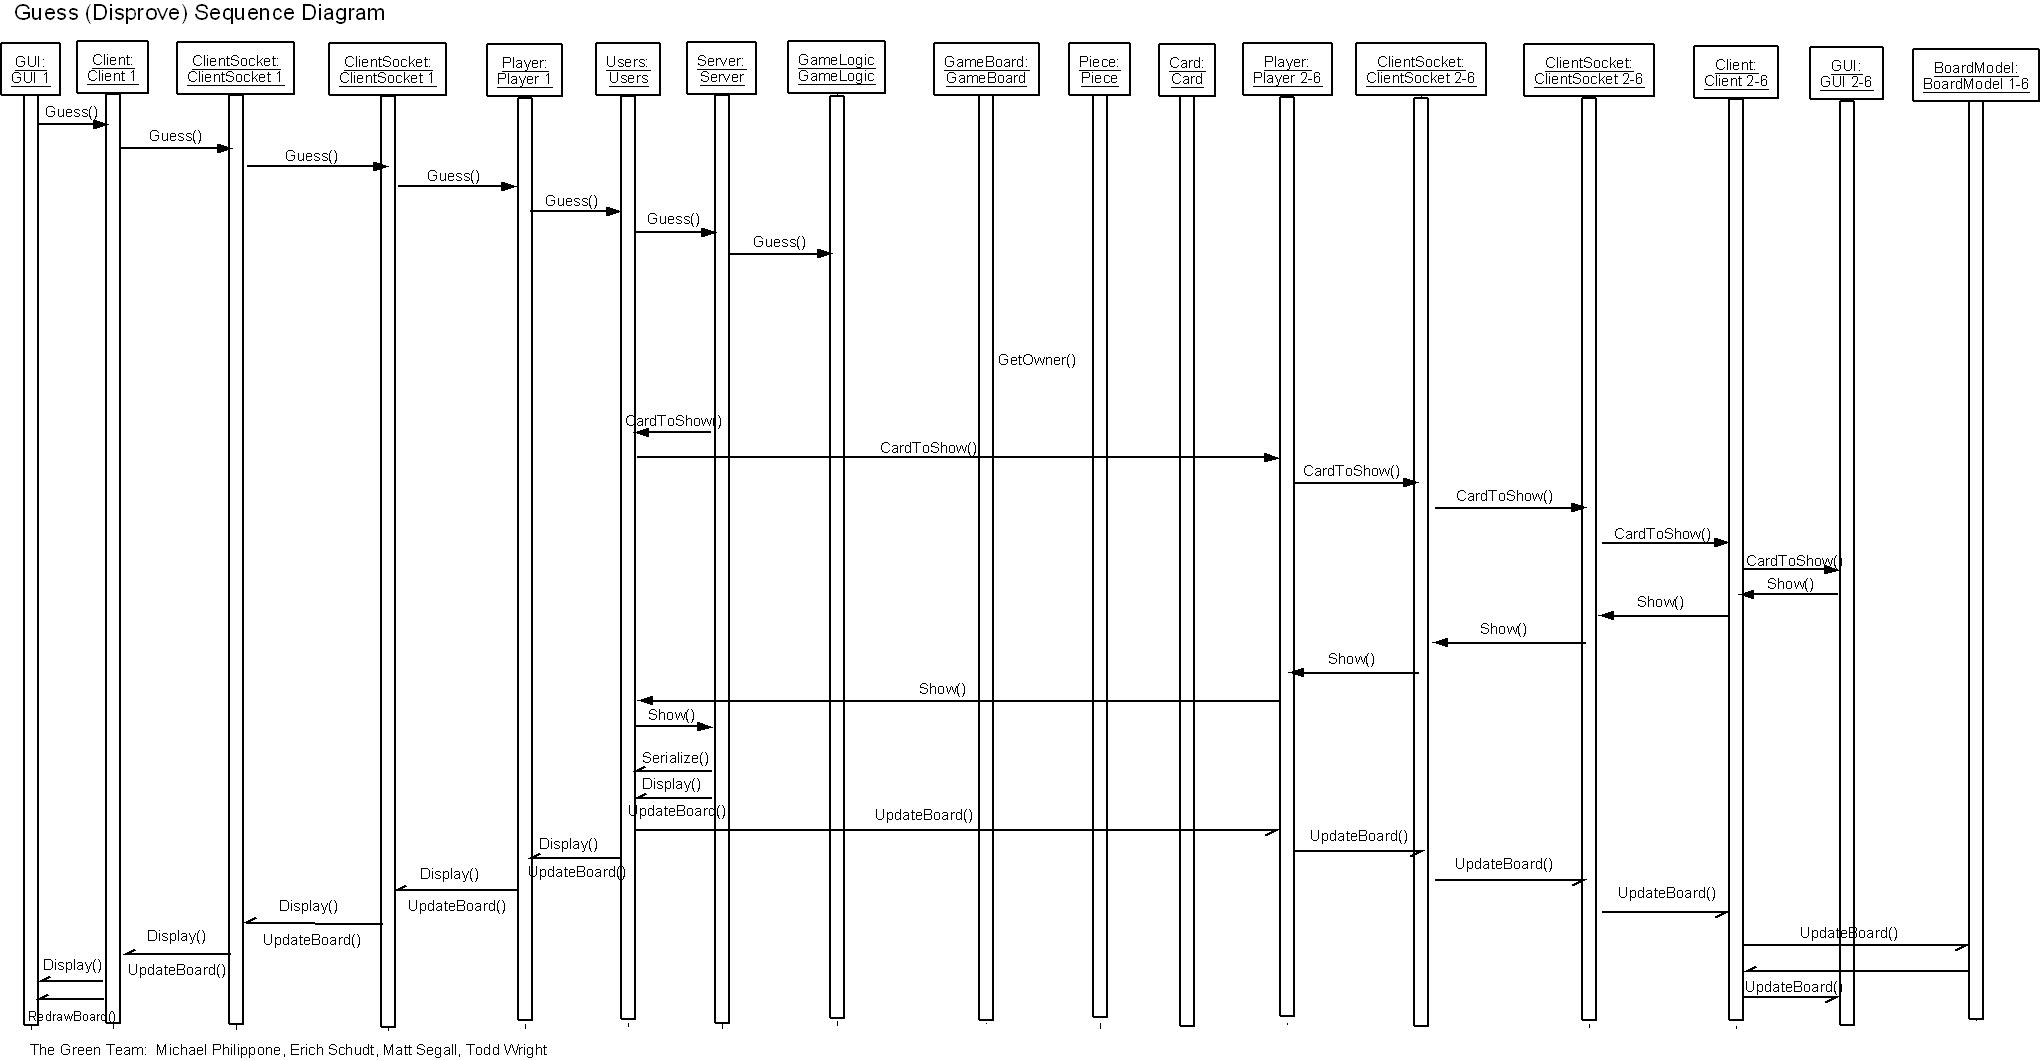 Guess (Disprove) Sequence Diagram
GUI:
GUI 1
Client:
Client 1
ClientSocket:
ClientSocket 1
ClientSocket:
ClientSocket 1
Player:
Player 1
Users:
Users
Server:
Server
GameLogic
GameLogic
GameBoard:
GameBoard
Piece:
Piece
Card:
Card
Player:
Player 2-6
ClientSocket:
ClientSocket 2-6
ClientSocket:
ClientSocket 2-6
Client:
Client 2-6
GUI:
GUI 2-6
BoardModel:
BoardModel 1-6
Guess()
Guess()
Guess()
Guess()
Guess()
Guess()
Guess()
GetOwner()
CardToShow()
CardToShow()
CardToShow()
CardToShow()
CardToShow()
CardToShow()
Show()
Show()
Show()
Show()
Show()
Show()
Serialize()
Display()
UpdateBoard()
UpdateBoard()
UpdateBoard()
Display()
UpdateBoard()
UpdateBoard()
Display()
UpdateBoard()
UpdateBoard()
Display()
UpdateBoard()
UpdateBoard()
Display()
UpdateBoard()
Display()
UpdateBoard()
RedrawBoard()
The Green Team: Michael Philippone, Erich Schudt, Matt Segall, Todd Wright